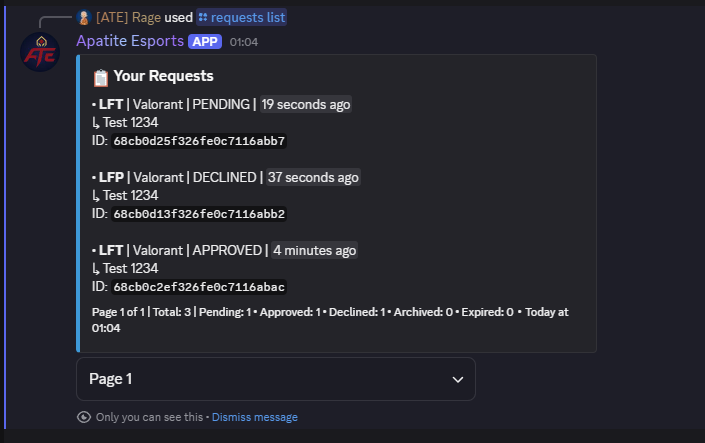 [ATE] Rage used requests list
ATE
Apatite Esports APP 01:04
Your Requests
• LFT | Valorant | PENDING | 19 seconds ago
↳ Test 1234
ID: 68cb0d25f326fe0c7116abb7
• LFP | Valorant | DECLINED | 37 seconds ago
↳ Test 1234
ID: 68cb0d13f326fe0c7116abb2
• LFT | Valorant | APPROVED | 4 minutes ago
↳ Test 1234
ID: 68cb0c2ef326fe0c7116abac
Page 1 of 1 | Total: 3 | Pending: 1 • Approved: 1 • Declined: 1 • Archived: 0 • Expired: 0 • Today at
01:04
Page 1
Only you can see this • Dismiss message